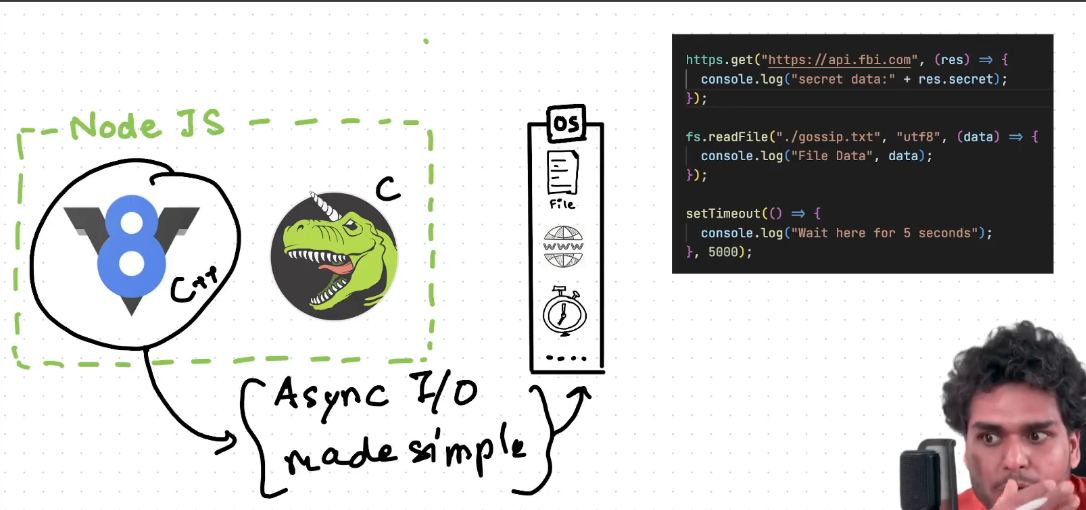 Node JS
8
C++
C
OS
File
www
Async I/O
made simple
https.get("https://api.fbi.com", (res) => {
console.log("secret data:" + res.secret);
});
fs.readFile("./gossip.txt", "utf8", (data) => {
console.log("File Data", data);
});
setTimeout(() => {
console.log("Wait here for 5 seconds");
}, 5000);